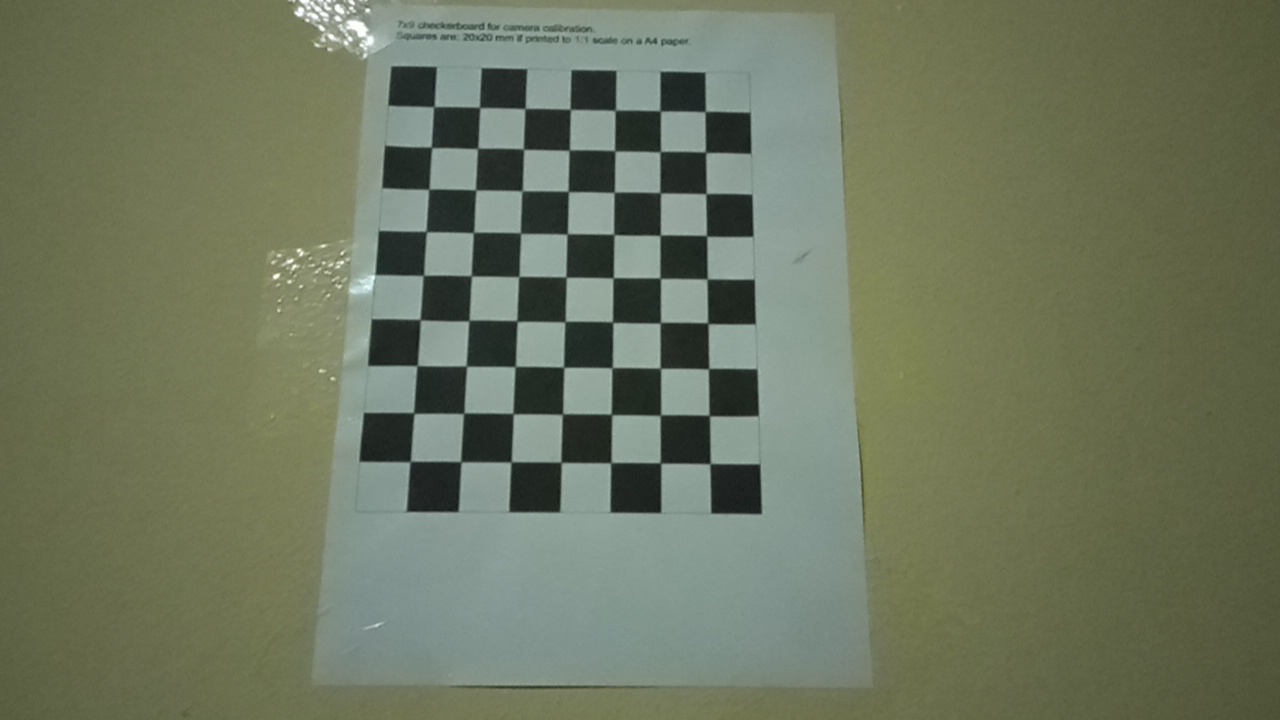 7x9 checkerboard for camera calibration.
Squares are: 20x20 mm if printed to 1:1 scale on a A4 paper.